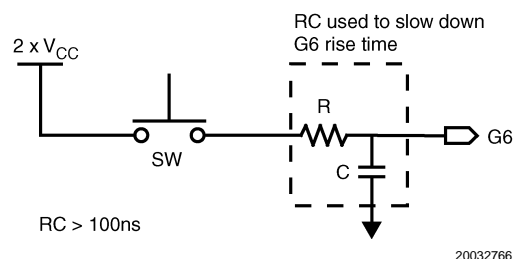 RC used to slow down
G6 rise time
2 x VCC
R
G6
SW
C
RC > 100ns
20032766